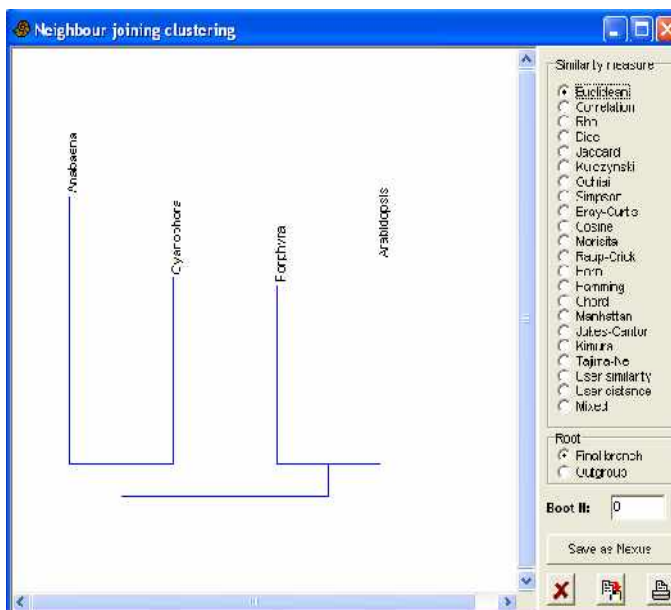 Neighbour joining clustering
Anabaena
Cyanophora
Porphyra
Arabidopsis
Similarity measure
Euclidean
Correlation
Rho
Dice
Jaccard
Kulczynski
Ochiai
Simpson
Bray-Curtis
Cosine
Morisita
Raup-Crick
Horn
Hamming
Chord
Manhattan
Jukes-Cantor
Kimura
Tajima-Nei
User similarity
User distance
Mixed
Root
Final branch
Outgroup
Boot N:
0
Save as Nexus